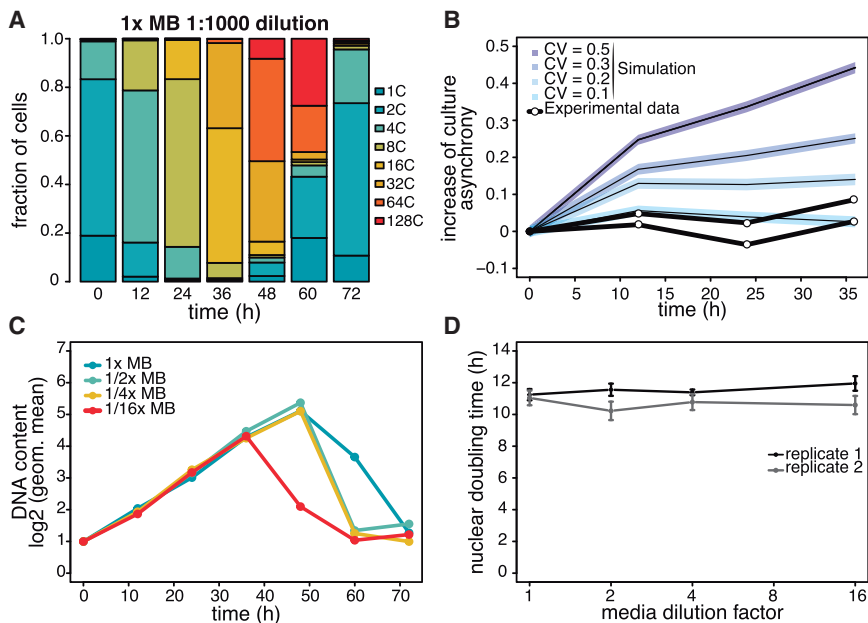 A
1x MB 1:1000 dilution
fraction of cells
1.0
0.8
0.6
0.4
0.2
0
0 12 24 36 48 60 72
time (h)
1C
2C
4C
8C
16C
32C
64C
128C
B
increase of culture
asynchrony
0.5
0.4
0.3
0.2
0.1
0.0
−0.1
CV = 0.5
CV = 0.3
CV = 0.2
CV = 0.1
Simulation
Experimental data
0 5 10 15 20 25 30 35
time (h)
C
DNA content
log2 (geom. mean)
7
6
5
4
3
2
1
0
1x MB
1/2x MB
1/4x MB
1/16x MB
0 10 20 30 40 50 60 70
time (h)
D
nuclear doubling time (h)
14
12
10
8
6
4
2
0
replicate 1
replicate 2
1 2 4 8 16
media dilution factor